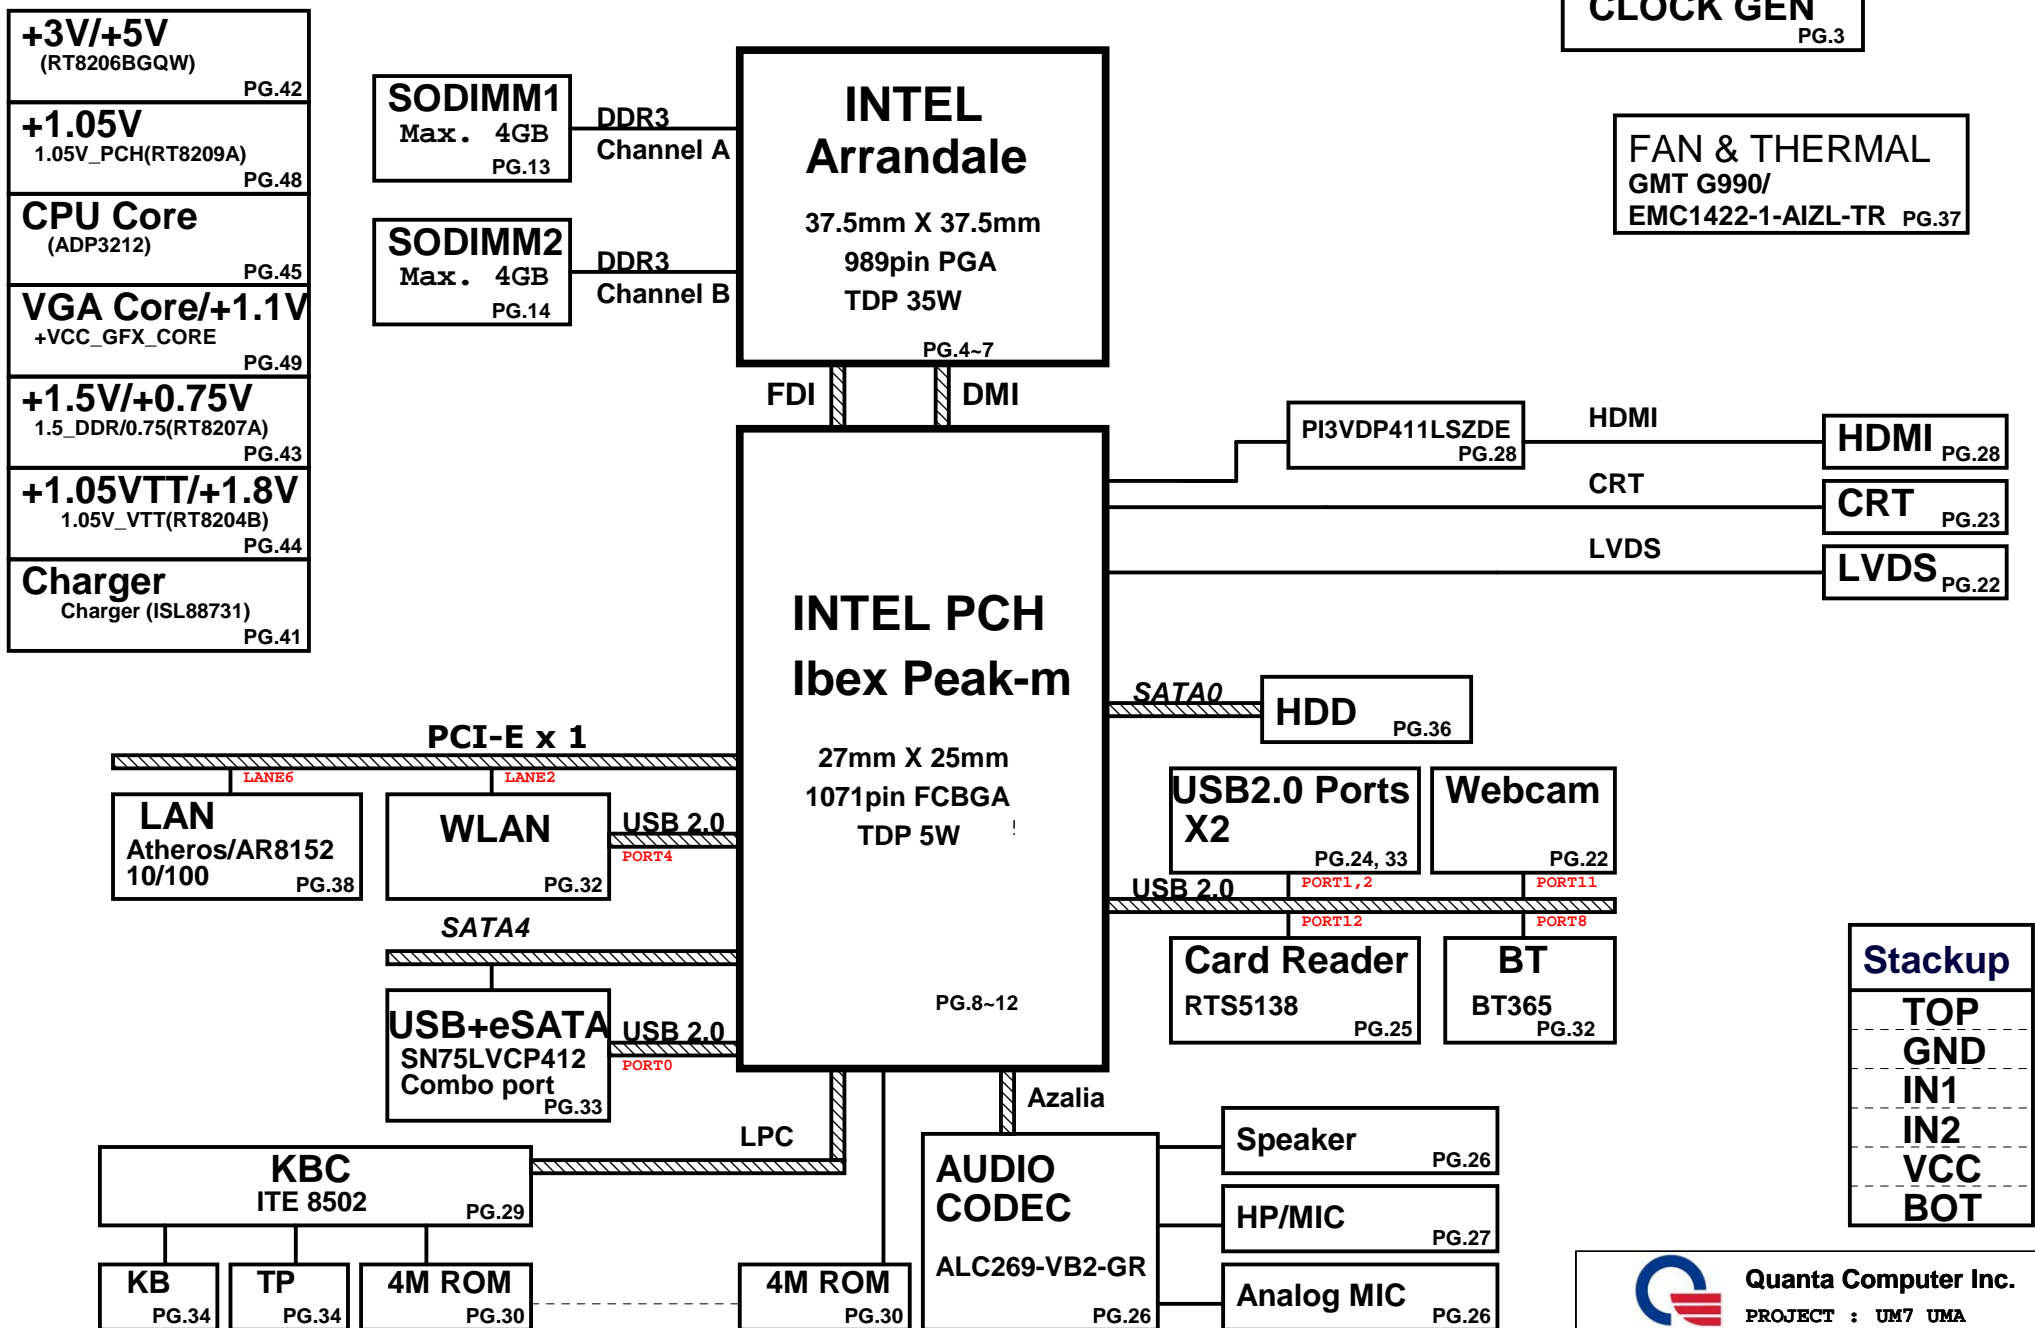 +3V/+5V
(RT8206BGQW)
PG.42
+1.05V
1.05V_PCH(RT8209A)
PG.48
CPU Core
(ADP3212)
PG.45
VGA Core/+1.1V
+VCC_GFX_CORE
PG.49
+1.5V/+0.75V
1.5_DDR/0.75(RT8207A)
PG.43
+1.05VTT/+1.8V
1.05V_VTT(RT8204B)
PG.44
Charger
Charger (ISL88731)
PG.41
SODIMM1
Max. 4GB
PG.13
DDR3
Channel A
SODIMM2
Max. 4GB
PG.14
DDR3
Channel B
INTEL
Arrandale
37.5mm X 37.5mm
989pin PGA
TDP 35W
PG.4~7
CLOCK GEN
PG.3
FAN & THERMAL
GMT G990/
EMC1422-1-AIZL-TR PG.37
FDI
DMI
PI3VDP411LSZDE
PG.28
HDMI
HDMI PG.28
CRT
CRT PG.23
LVDS
LVDS PG.22
INTEL PCH
Ibex Peak-m
27mm X 25mm
1071pin FCBGA
TDP 5W
!
PG.8~12
SATA0
HDD PG.36
PCI-E x 1
LANE6
LANE2
LAN
Atheros/AR8152
10/100 PG.38
WLAN
PG.32
USB 2.0
PORT4
USB2.0 Ports
X2
PG.24, 33
Webcam
PG.22
USB 2.0
PORT1,2
PORT11
PORT12
PORT8
Card Reader
RTS5138
PG.25
BT
BT365
PG.32
SATA4
USB+eSATA
SN75LVCP412
Combo port
PG.33
USB 2.0
PORT0
LPC
Azalia
KBC
ITE 8502
PG.29
KB
PG.34
TP
PG.34
4M ROM
PG.30
4M ROM
PG.30
AUDIO
CODEC
ALC269-VB2-GR
PG.26
Speaker
PG.26
HP/MIC
PG.27
Analog MIC
PG.26
Stackup
TOP
GND
IN1
IN2
VCC
BOT
Quanta Computer Inc.
PROJECT : UM7 UMA